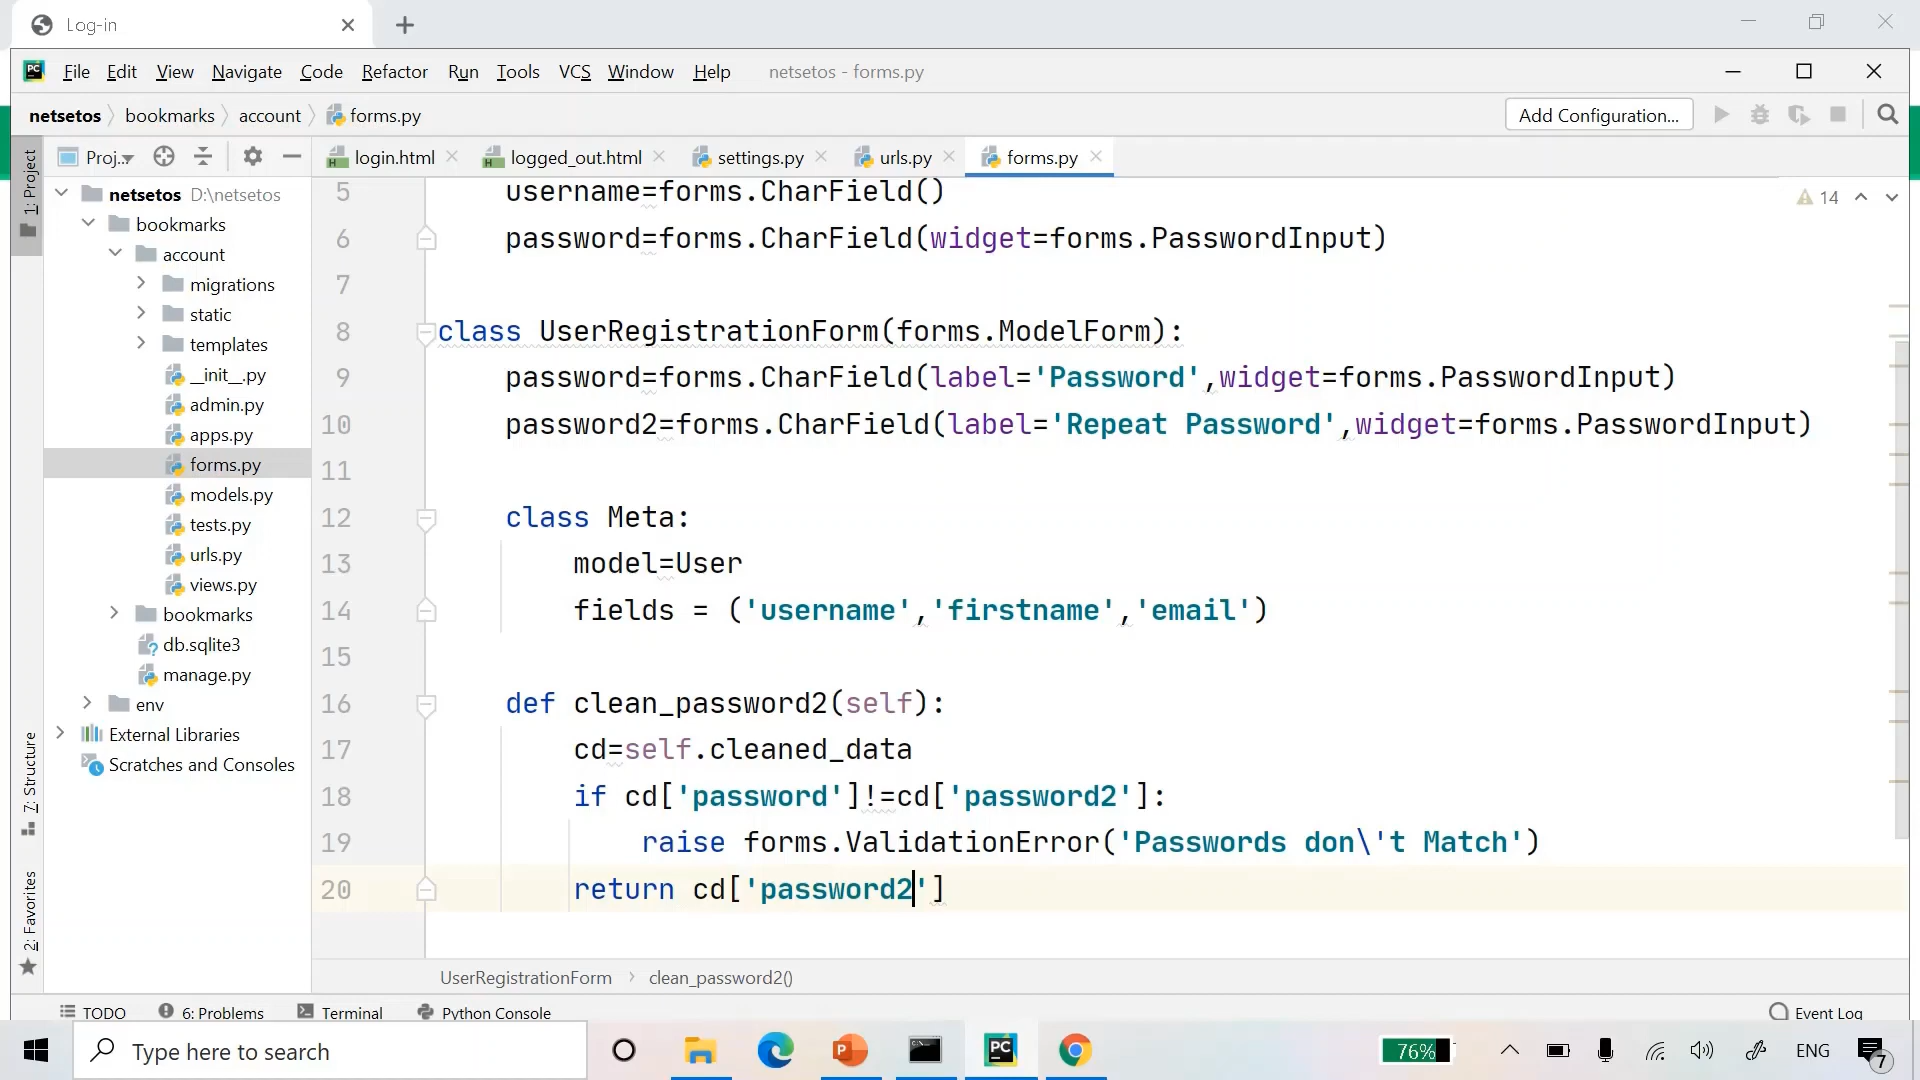 Log-in
File Edit View Navigate Code Refactor Run Tools VCS Window Help netsetos - forms.py
netsetos bookmarks account forms.py Add Configuration...
Proj... login.html logged_out.html settings.py urls.py forms.py
1: Project
7: Structure
2: Favorites
netsetos D:\netsetos
bookmarks
account
migrations
static
templates
__init__.py
admin.py
apps.py
forms.py
models.py
tests.py
urls.py
views.py
bookmarks
db.sqlite3
manage.py
env
External Libraries
Scratches and Consoles
14
5 username=forms.CharField()
6 password=forms.CharField(widget=forms.PasswordInput)
7
8 class UserRegistrationForm(forms.ModelForm):
9 password=forms.CharField(label='Password',widget=forms.PasswordInput)
10 password2=forms.CharField(label='Repeat Password',widget=forms.PasswordInput)
11
12 class Meta:
13 model=User
14 fields = ('username','firstname','email')
15
16 def clean_password2(self):
17 cd=self.cleaned_data
18 if cd['password']!=cd['password2']:
19 raise forms.ValidationError('Passwords don\'t Match')
20 return cd['password2']
UserRegistrationForm clean_password2()
TODO 6: Problems Terminal Python Console Event Log
Type here to search 76% ENG 7